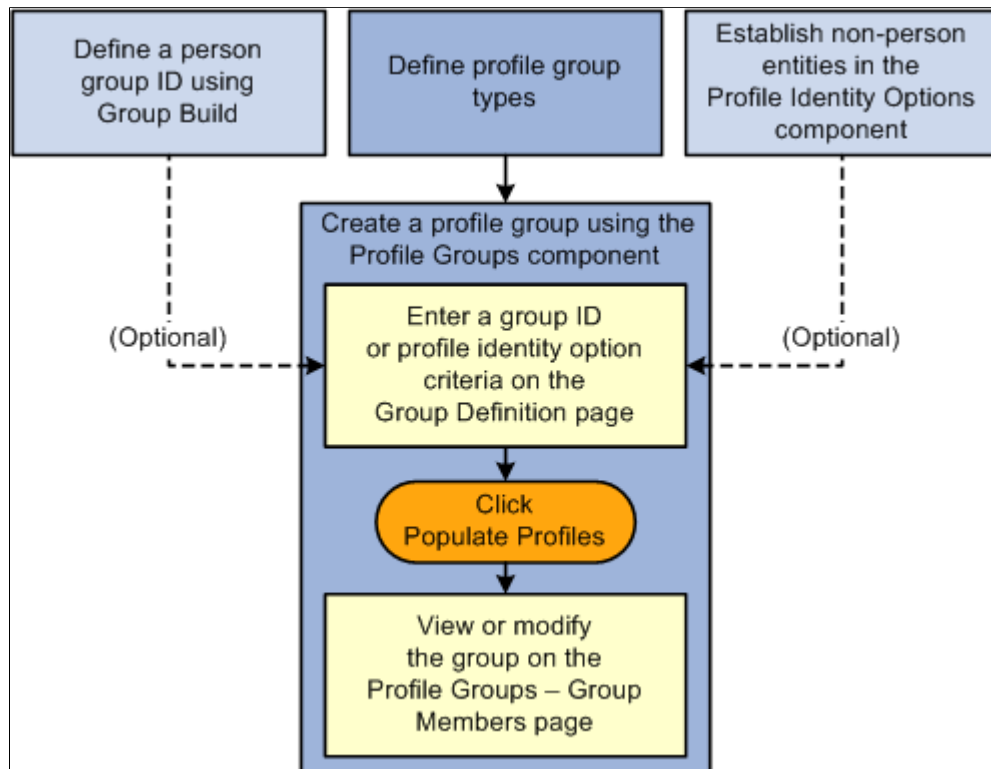 Define a person
group ID using
Group Build
Define profile group
types
Establish non-person
entities in the
Profile Identity Options
component
Create a profile group using the
Profile Groups component
(Optional)
Enter a group ID
or profile identity option
criteria on the
Group Definition page
(Optional)
Click
Populate Profiles
View or modify
the group on the
Profile Groups – Group
Members page